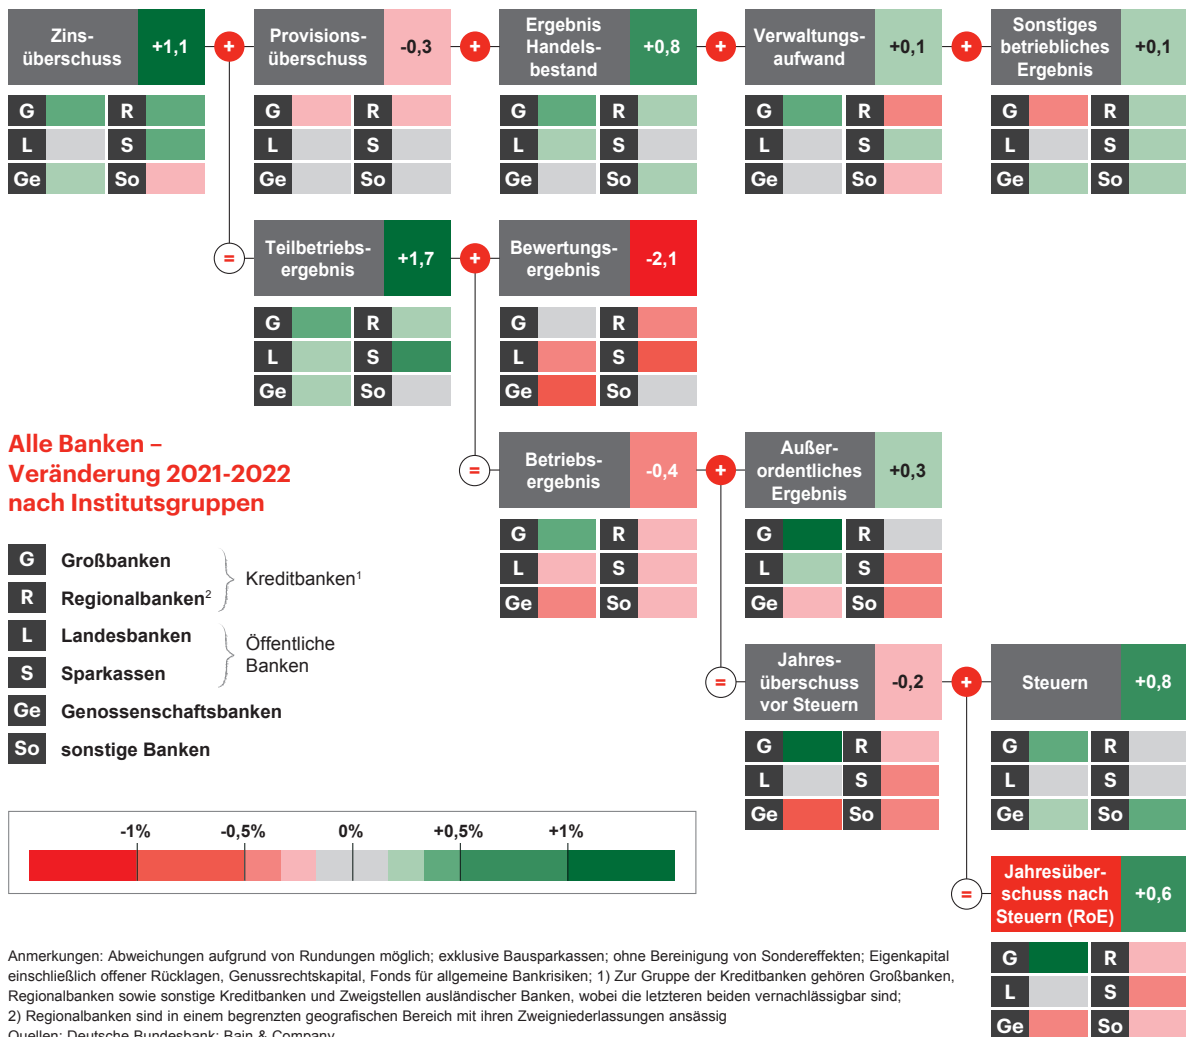 Zins-
überschuss
+1,1
+
Provisions-
überschuss
-0,3
+
Ergebnis
Handels-
bestand
+0,8
+
Verwaltungs-
aufwand
+0,1
+
Sonstiges
betriebliches
Ergebnis
+0,1
G R
L S
Ge So
G R
L S
Ge So
G R
L S
Ge So
G R
L S
Ge So
G R
L S
Ge So
=
Teilbetriebs-
ergebnis
+1,7
+
Bewertungs-
ergebnis
-2,1
G R
L S
Ge So
G R
L S
Ge So
Alle Banken –
Veränderung 2021-2022
nach Institutsgruppen
=
Betriebs-
ergebnis
-0,4
+
Außer-
ordentliches
Ergebnis
+0,3
G R
L S
Ge So
G R
L S
Ge So
G Großbanken
R Regionalbanken2
Kreditbanken1
L Landesbanken
S Sparkassen
Öffentliche
Banken
Ge Genossenschaftsbanken
So sonstige Banken
=
Jahres-
überschuss
vor Steuern
-0,2
+
Steuern
+0,8
G R
L S
Ge So
G R
L S
Ge So
-1% -0,5% 0% +0,5% +1%
=
Jahresüber-
schuss nach
Steuern (RoE)
+0,6
G R
L S
Ge So
Anmerkungen: Abweichungen aufgrund von Rundungen möglich; exklusive Bausparkassen; ohne Bereinigung von Sondereffekten; Eigenkapital
einschließlich offener Rücklagen, Genussrechtskapital, Fonds für allgemeine Bankrisiken; 1) Zur Gruppe der Kreditbanken gehören Großbanken,
Regionalbanken sowie sonstige Kreditbanken und Zweigstellen ausländischer Banken, wobei die letzteren beiden vernachlässigbar sind;
2) Regionalbanken sind in einem begrenzten geografischen Bereich mit ihren Zweigniederlassungen ansässig
Quellen: Deutsche Bundesbank; Bain & Company